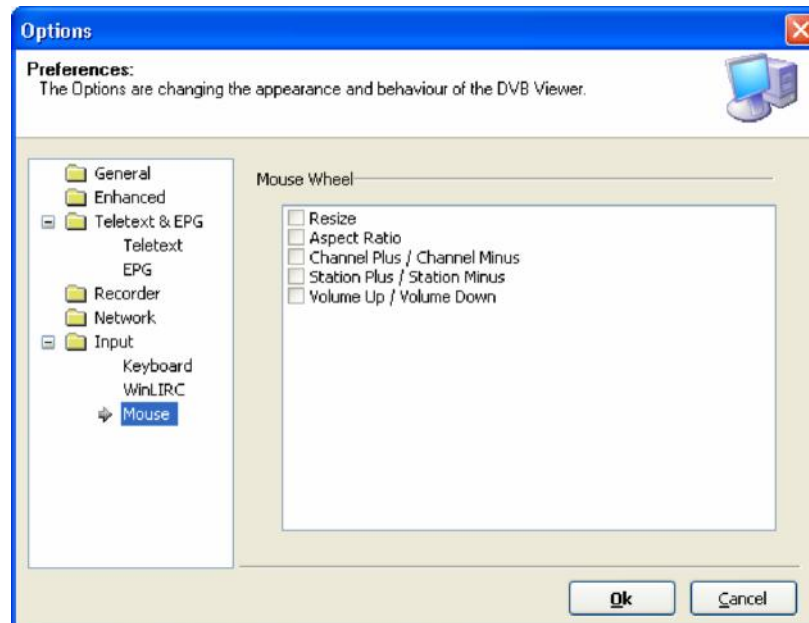 Options
Preferences:
The Options are changing the appearance and behaviour of the DVB Viewer.
General
Enhanced
Teletext & EPG
Teletext
EPG
Recorder
Network
Input
Keyboard
WinLIRC
Mouse
Mouse Wheel
Resize
Aspect Ratio
Channel Plus / Channel Minus
Station Plus / Station Minus
Volume Up / Volume Down
Ok
Cancel